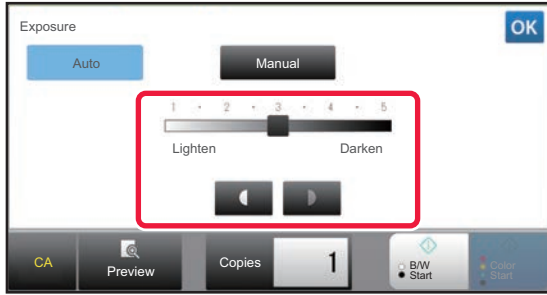 Exposure
OK
Auto
Manual
1 · 2 · 3 · 4 · 5
Lighten
Darken
CA
Preview
Copies
1
B/W
Start
Color
Start